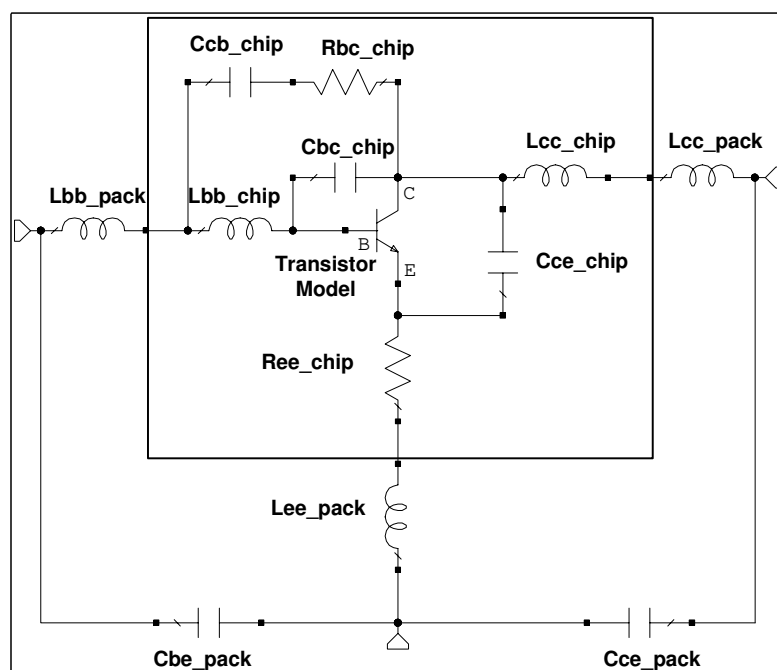 Ccb_chip
Rbc_chip
Cbc_chip
Lcc_chip
Lcc_pack
Lbb_pack
Lbb_chip
C
B
Transistor
Model
E
Cce_chip
Ree_chip
Lee_pack
Cbe_pack
Cce_pack